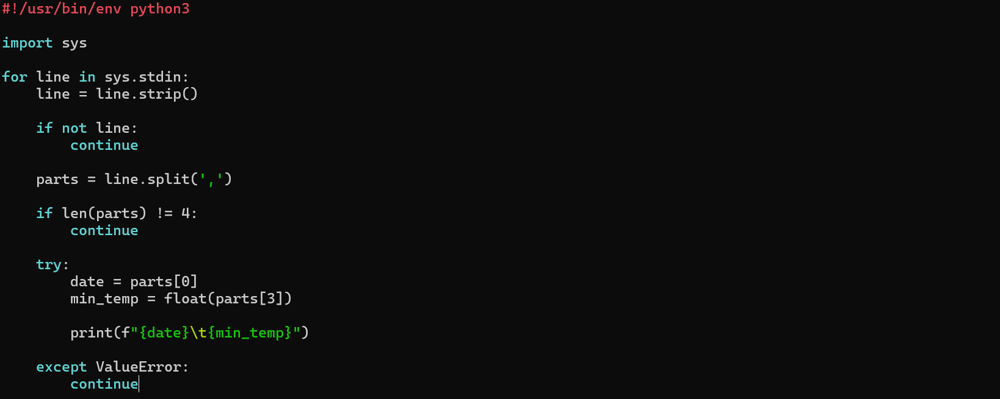 #!/usr/bin/env python3
import sys
for line in sys.stdin:
    line = line.strip()
    if not line:
        continue
    parts = line.split(',')
    if len(parts) != 4:
        continue
    try:
        date = parts[0]
        min_temp = float(parts[3])
        print(f"{date}\t{min_temp}")
    except ValueError:
        continue